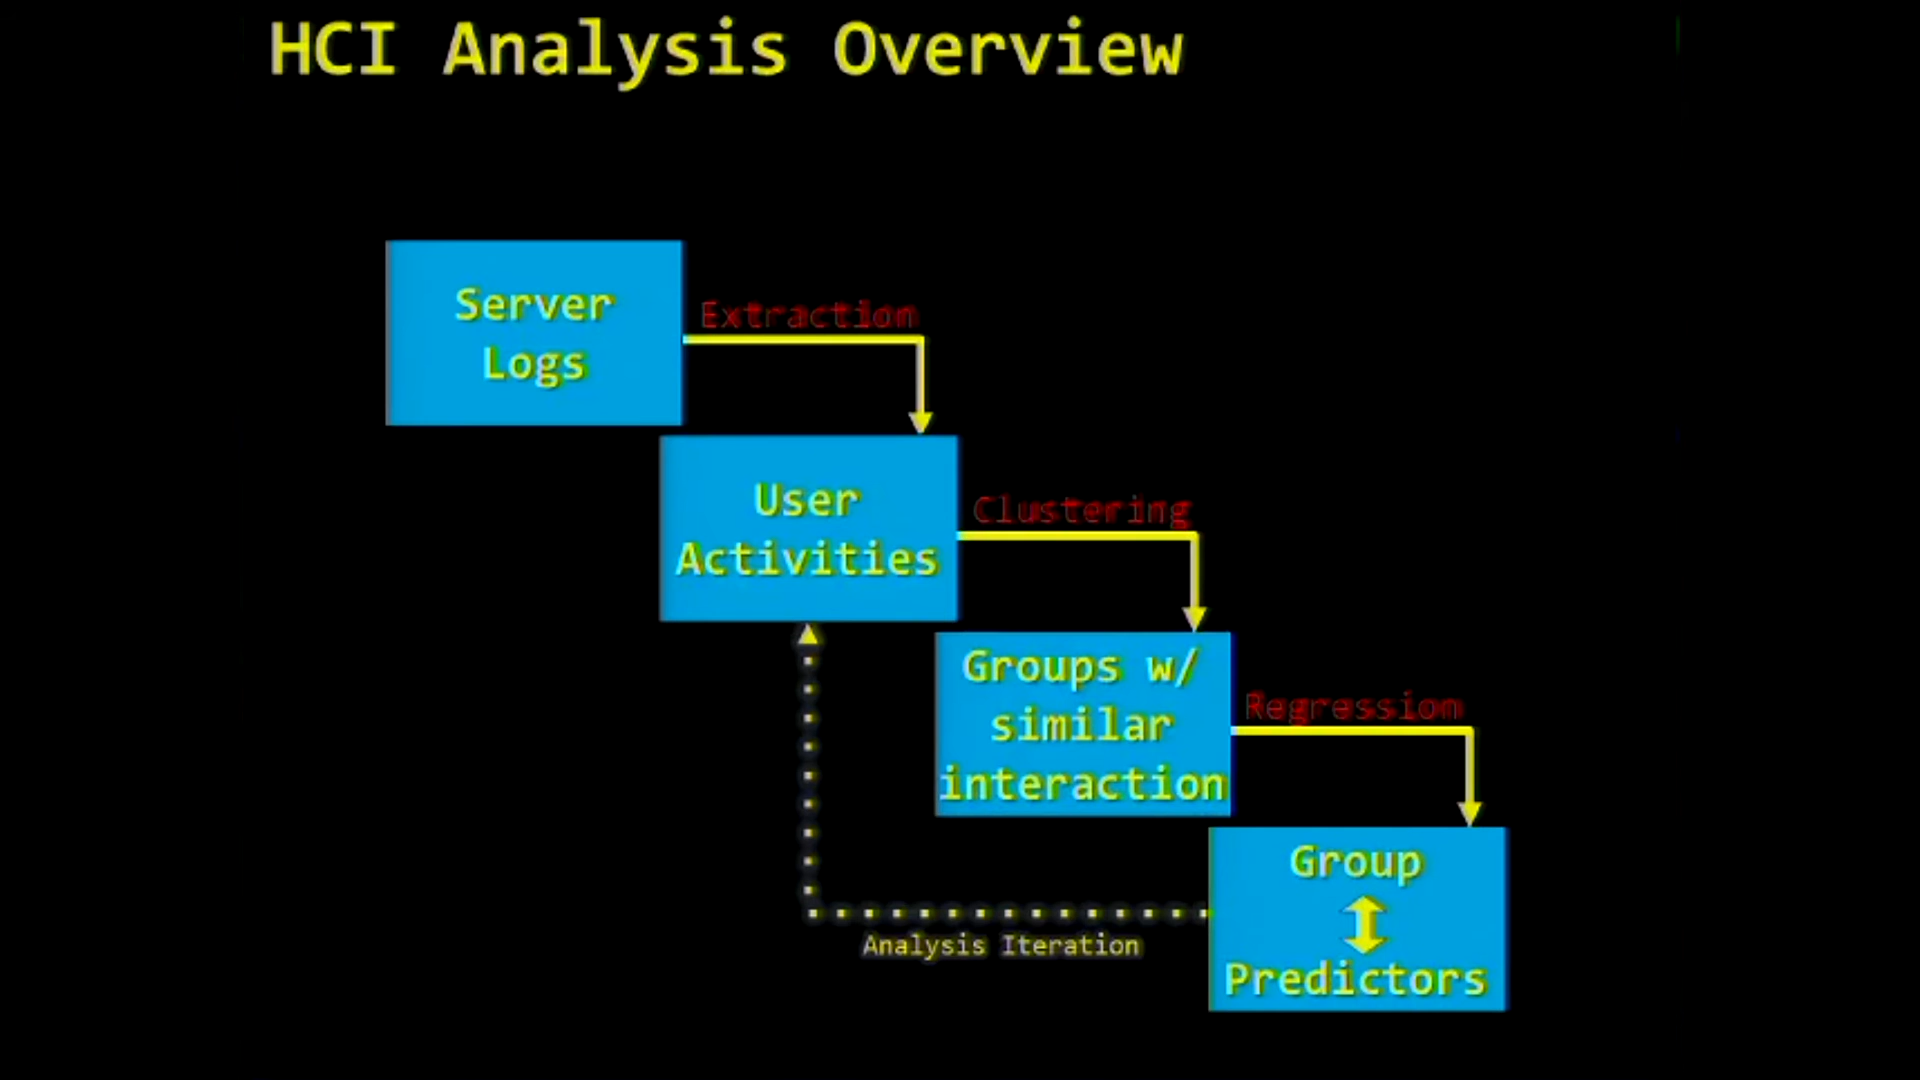 HCI Analysis Overview
Server
Logs
Extraction
User
Activities
Clustering
Groups w/
similar
interaction
Regression
Group
Predictors
Analysis Iteration